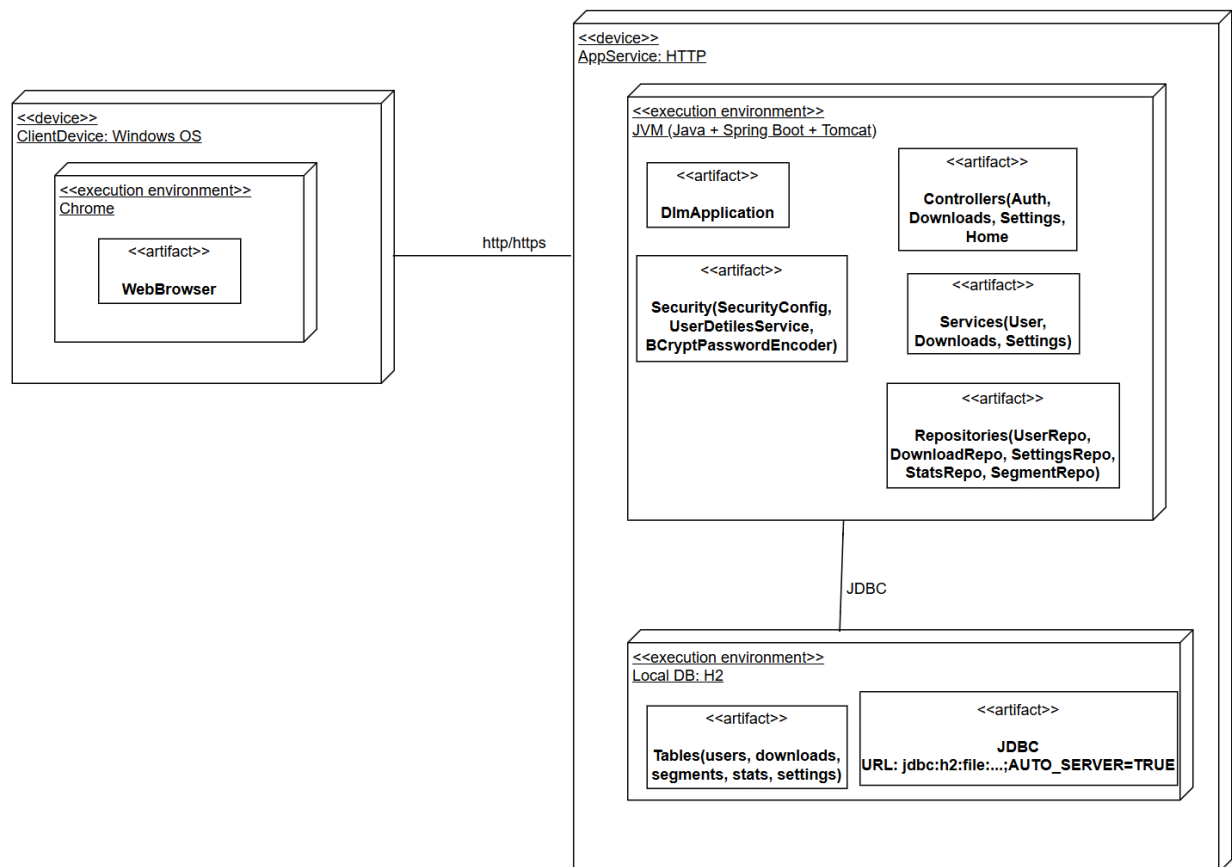 <<device>>
ClientDevice: Windows OS
<<execution environment>>
Chrome
<<artifact>>
WebBrowser
http/https
<<device>>
AppService: HTTP
<<execution environment>>
JVM (Java + Spring Boot + Tomcat)
<<artifact>>
DlmApplication
<<artifact>>
Controllers(Auth,
Downloads, Settings,
Home
<<artifact>>
Security(SecurityConfig,
UserDetilesService,
BCryptPasswordEncoder)
<<artifact>>
Services(User,
Downloads, Settings)
<<artifact>>
Repositories(UserRepo,
DownloadRepo, SettingsRepo,
StatsRepo, SegmentRepo)
JDBC
<<execution environment>>
Local DB: H2
<<artifact>>
Tables(users, downloads,
segments, stats, settings)
<<artifact>>
JDBC
URL: jdbc:h2:file:...;AUTO_SERVER=TRUE